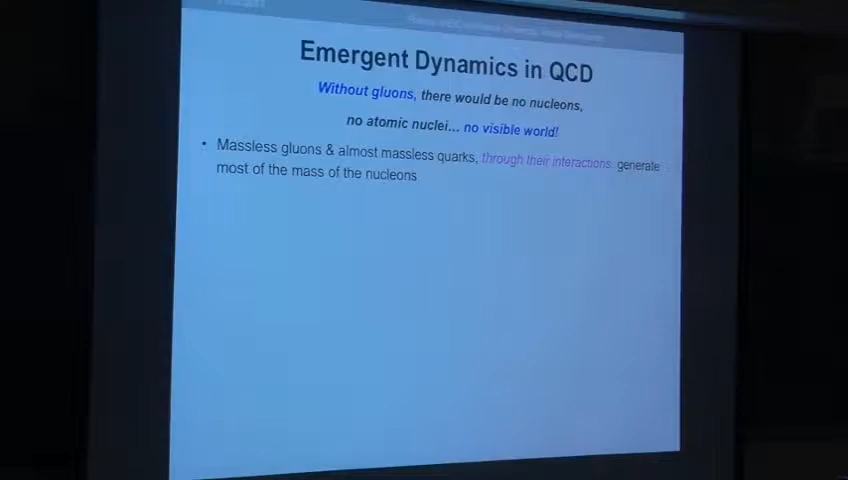 Emergent Dynamics in QCD
Without gluons, there would be no nucleons,
no atomic nuclei... no visible world!
• Massless gluons & almost massless quarks, through their interactions generate
most of the mass of the nucleons